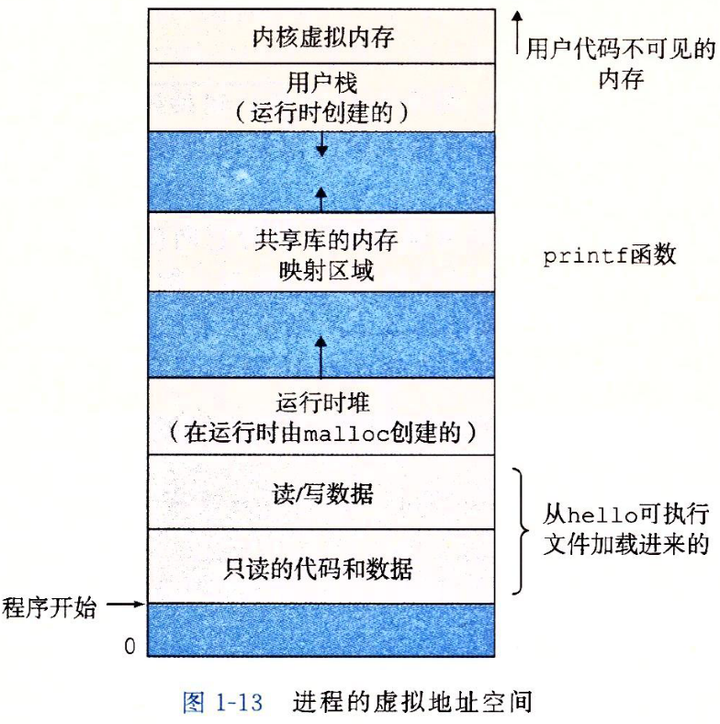 内核虚拟内存
用户代码不可见的
内存
用户栈
（运行时创建的）
共享库的内存
映射区域
printf函数
运行时堆
（在运行时由malloc创建的）
读/写数据
从hello可执行
文件加载进来的
只读的代码和数据
程序开始
0
图 1-13 进程的虚拟地址空间